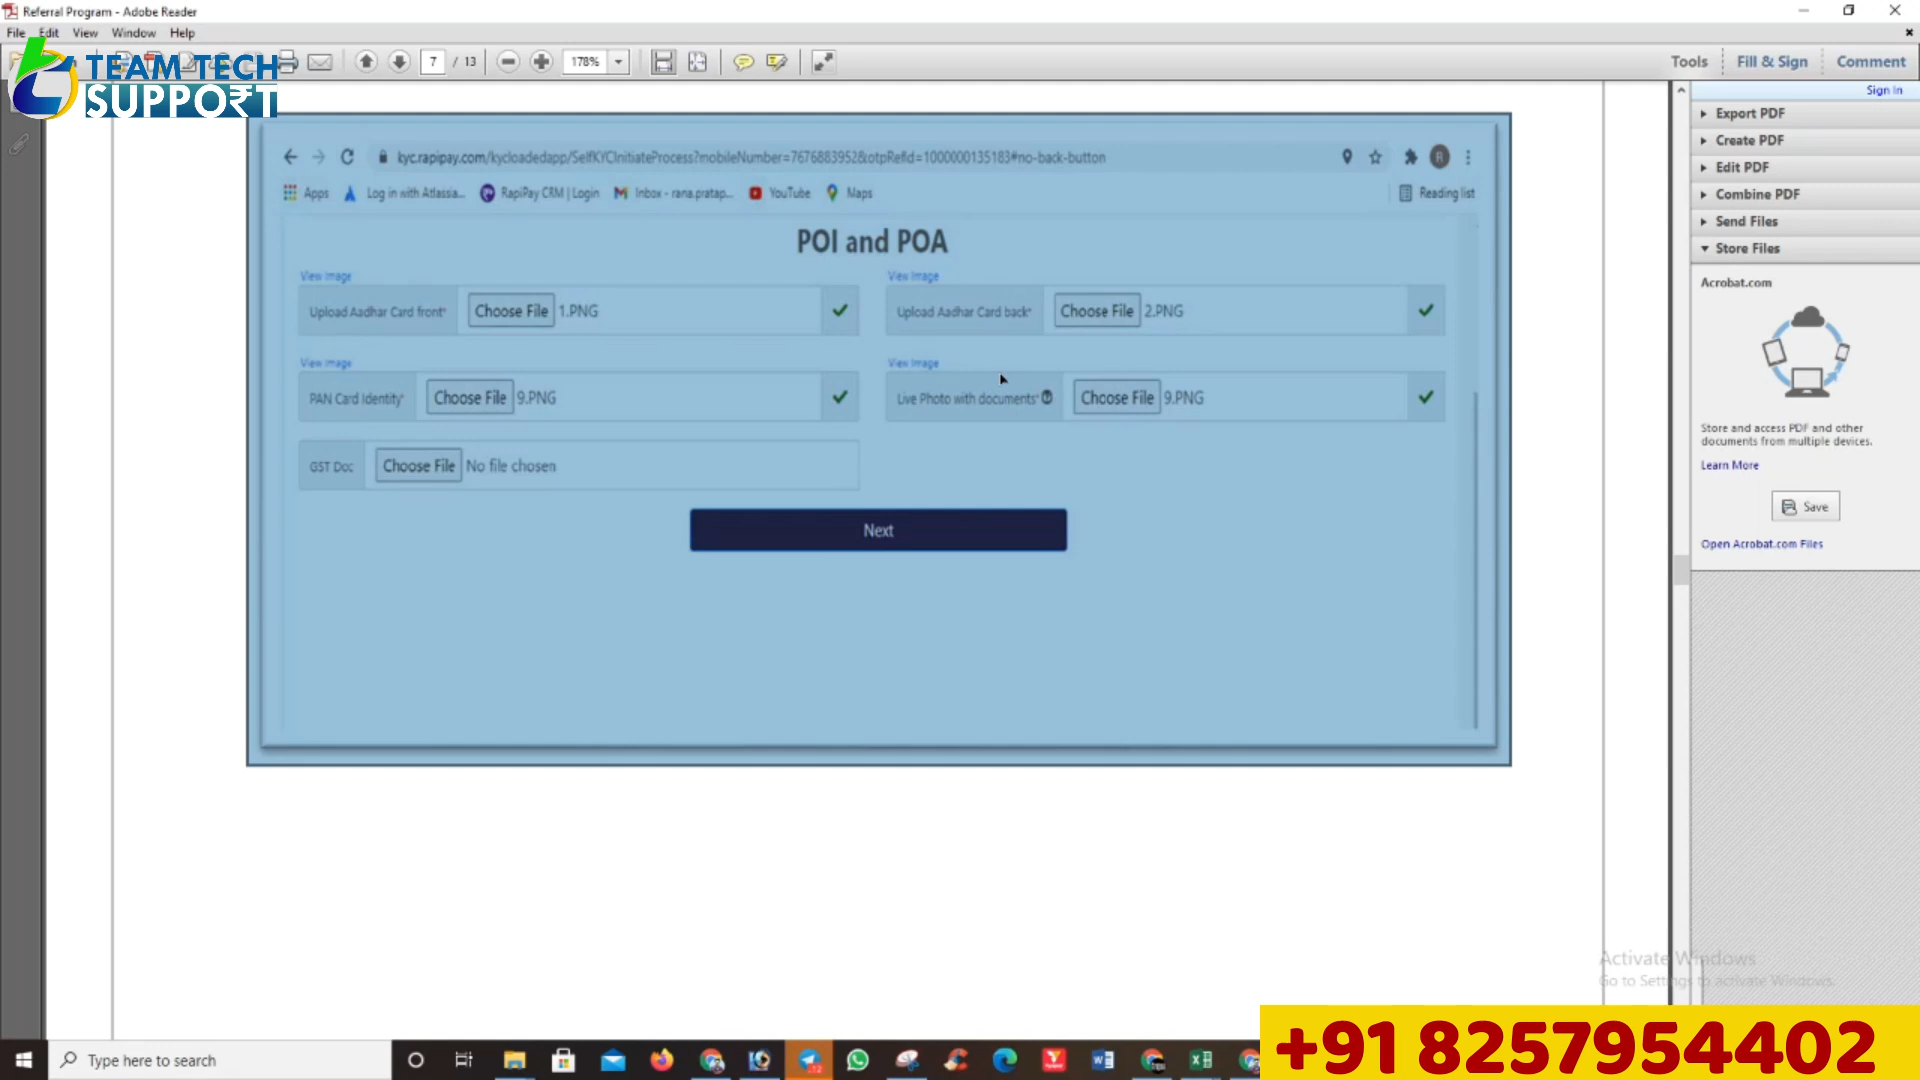 Referral Program - Adobe Reader
File Edit View Window Help
TEAM TECH
SUPPO₹T
7 / 13
178%
Tools Fill & Sign Comment
Sign In
Export PDF
Create PDF
Edit PDF
Combine PDF
Send Files
Store Files
Acrobat.com
Store and access PDF and other
documents from multiple devices.
Learn More
Save
Open Acrobat.com Files
kyc.rapipay.com/kycloadedapp/SelfKYCInitiateProcess?mobileNumber=7676883952&otpRefId=1000000135183#no-back-button
R
Apps Log in with Atlassia... RapiPay CRM | Login Inbox - rana.pratap... YouTube Maps Reading list
POI and POA
View Image View Image
Upload Aadhar Card front* Choose File 1.PNG Upload Aadhar Card back* Choose File 2.PNG
View Image View Image
PAN Card Identity* Choose File 9.PNG Live Photo with documents* Choose File 9.PNG
GST Doc Choose File No file chosen
Next
Activate Windows
Go to Settings to activate Windows.
Type here to search
+91 8257954402